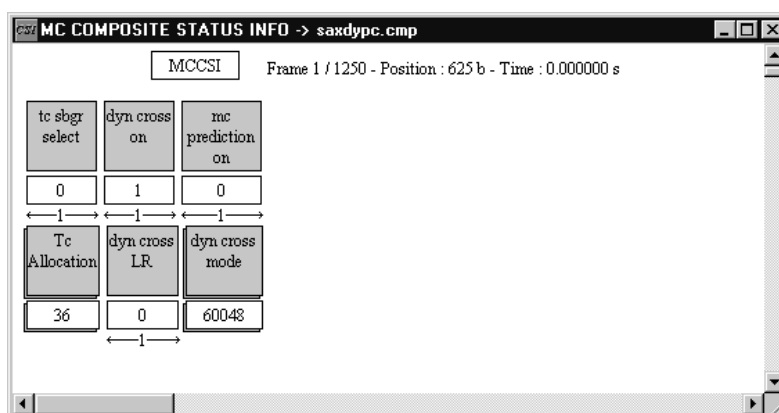 CSI MC COMPOSITE STATUS INFO -> saxdypc.cmp
MCCSI Frame 1 / 1250 - Position : 625 b - Time : 0.000000 s
tc sbgr select
dyn cross on
mc prediction on
0 1 0
1 1 1
Tc Allocation
dyn cross LR
dyn cross mode
36 0 60048
1